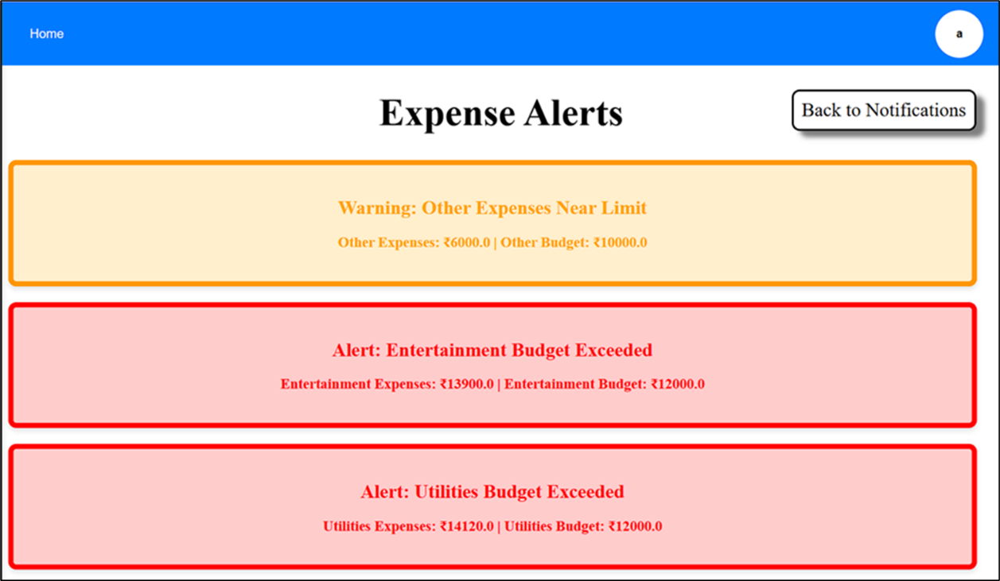 Home
a
Expense Alerts
Back to Notifications
Warning: Other Expenses Near Limit
Other Expenses: ₹6000.0 | Other Budget: ₹10000.0
Alert: Entertainment Budget Exceeded
Entertainment Expenses: ₹13900.0 | Entertainment Budget: ₹12000.0
Alert: Utilities Budget Exceeded
Utilities Expenses: ₹14120.0 | Utilities Budget: ₹12000.0